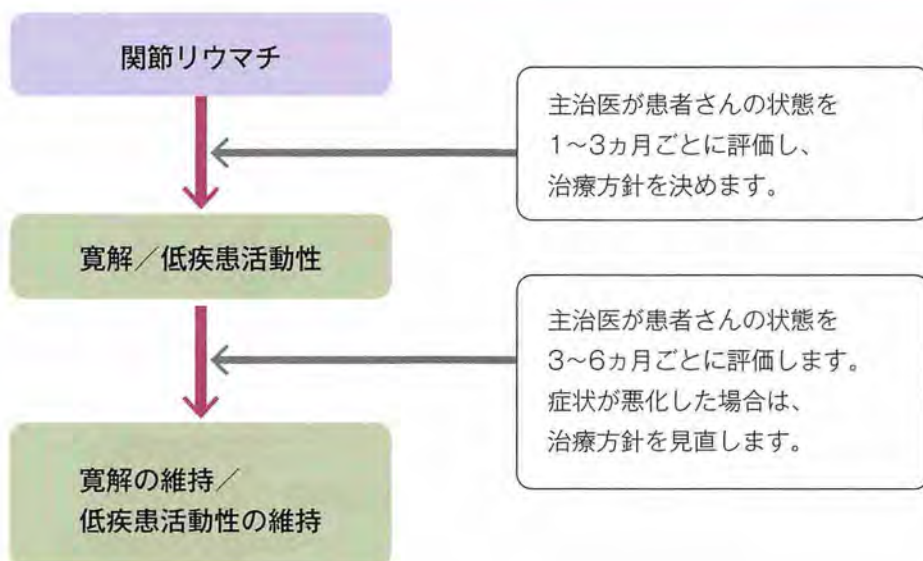 関節リウマチ
主治医が患者さんの状態を
1〜3ヵ月ごとに評価し、
治療方針を決めます。
寛解／低疾患活動性
主治医が患者さんの状態を
3〜6ヵ月ごとに評価します。
症状が悪化した場合は、
治療方針を見直します。
寛解の維持／
低疾患活動性の維持